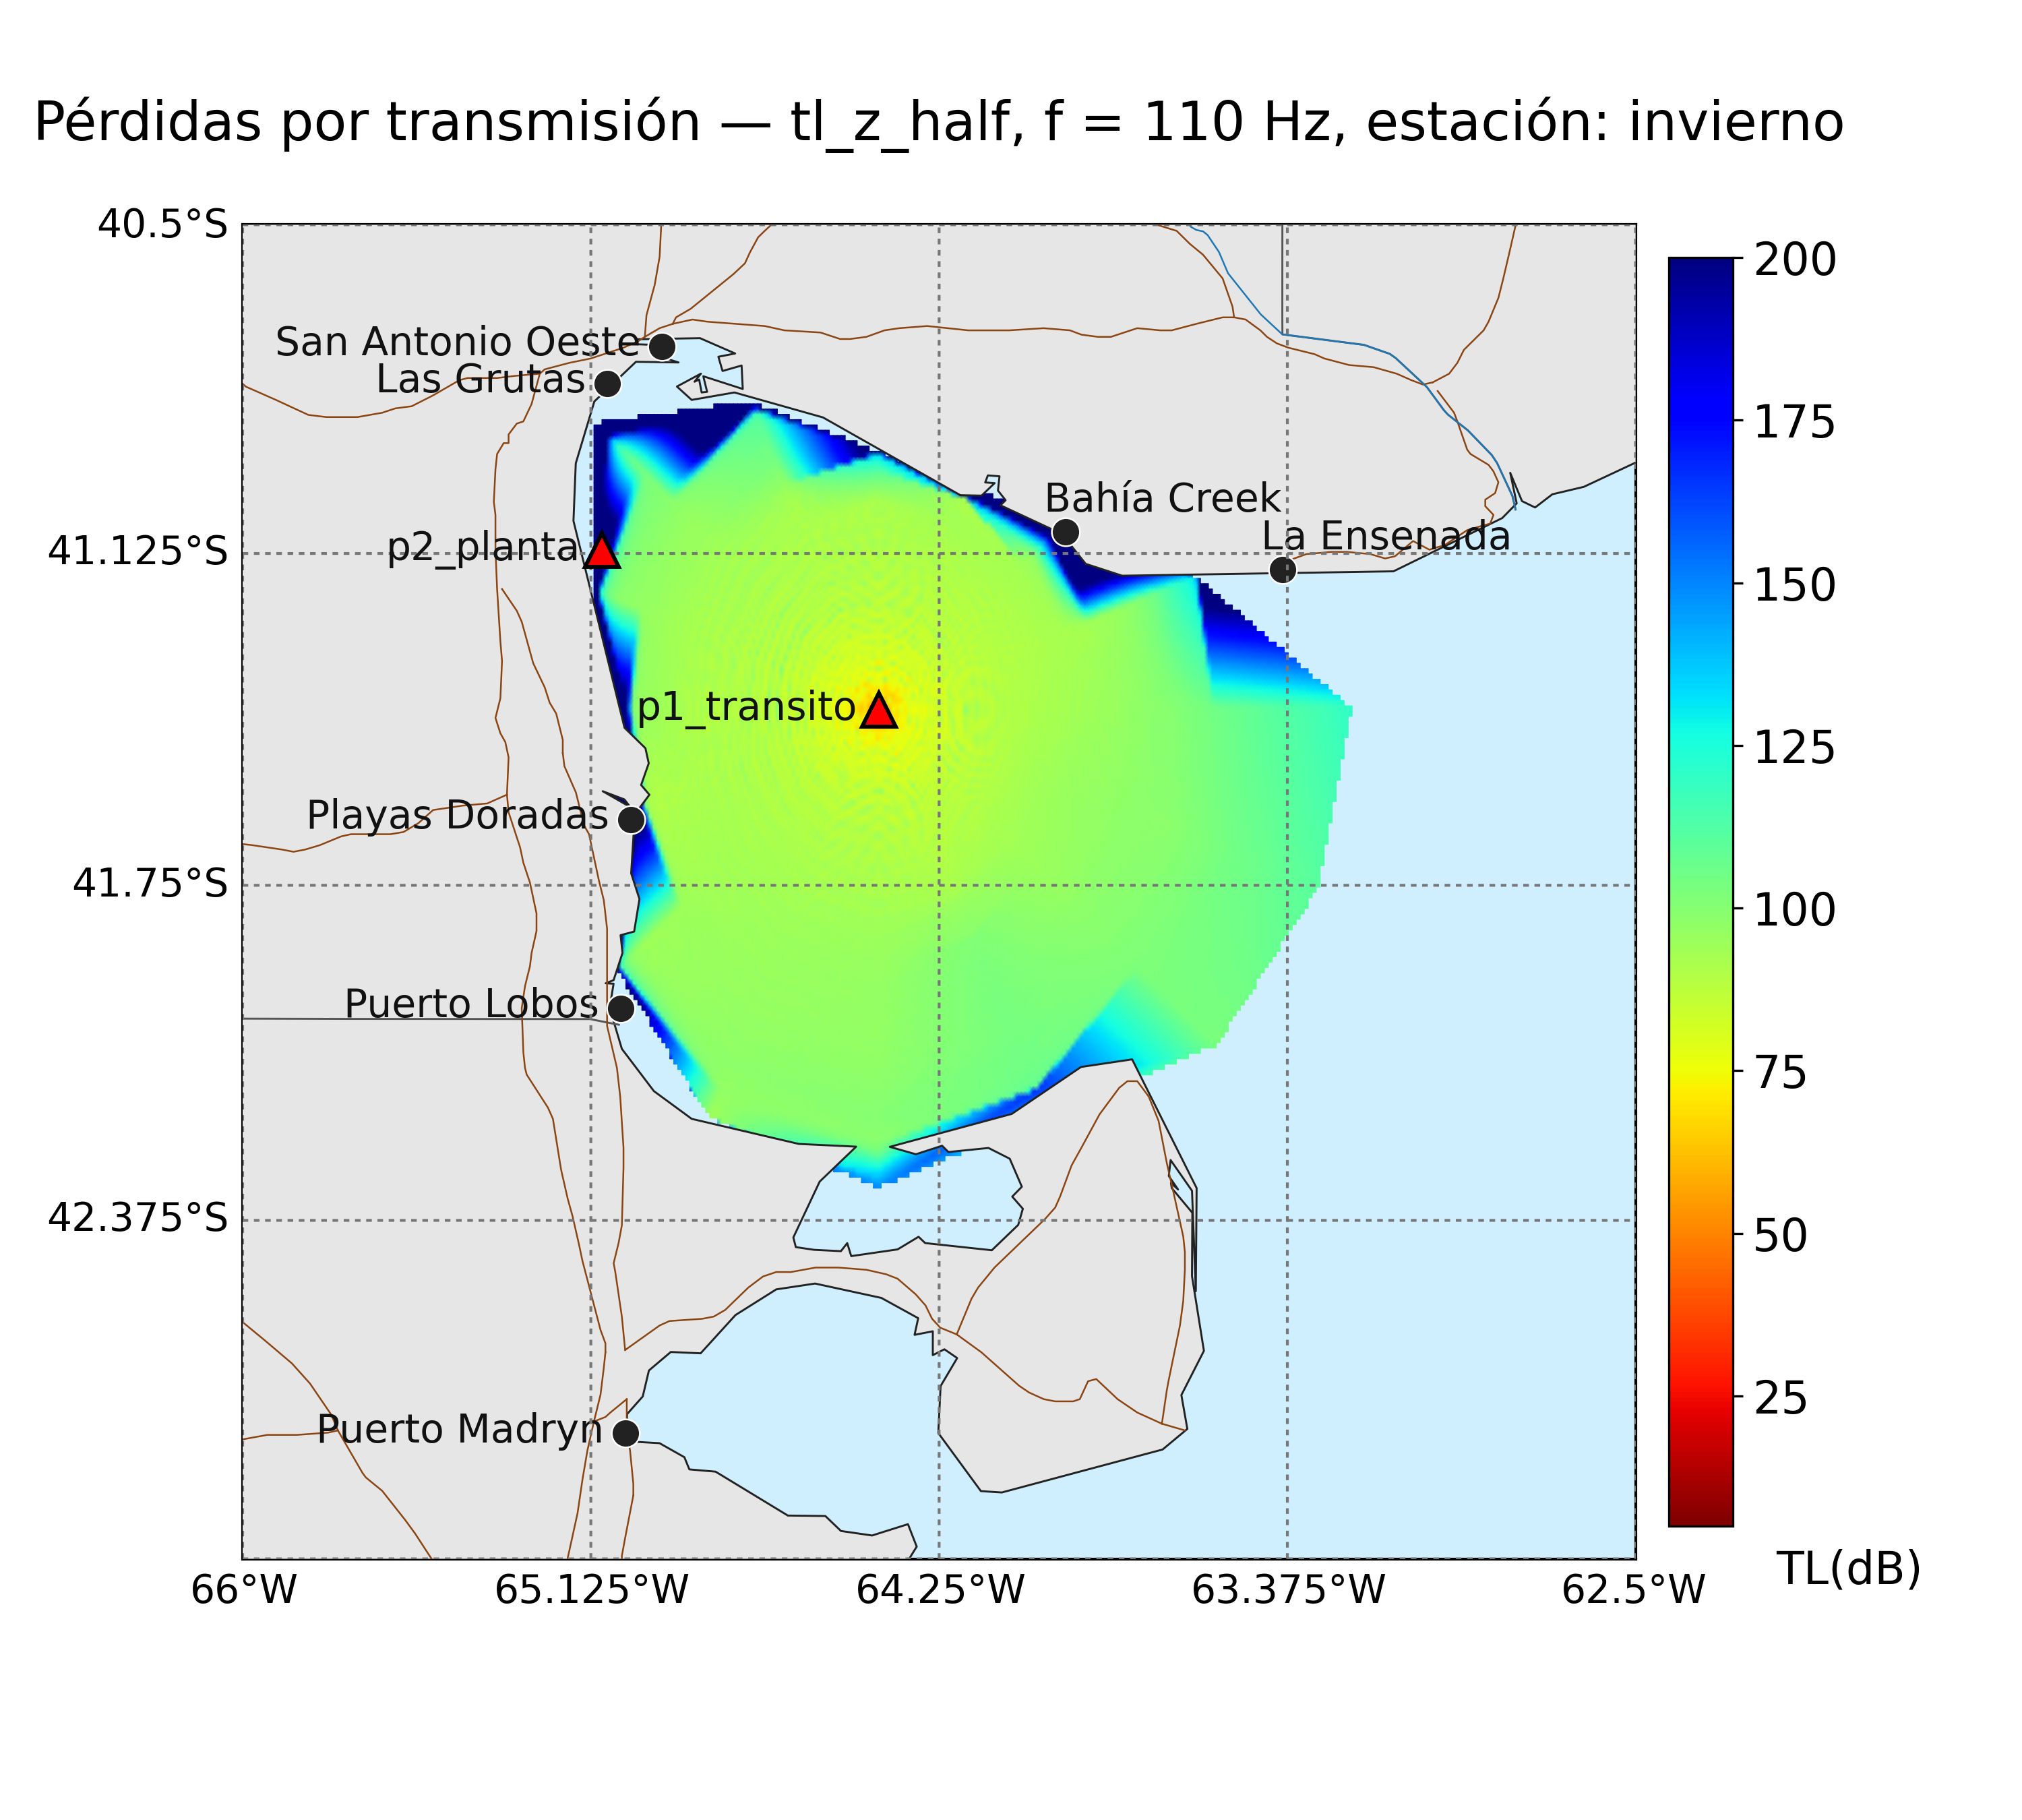 Pérdidas por transmisión — tl_z_half, f = 110 Hz, estación: invierno
40.5°S
200
San Antonio Oeste
Las Grutas
175
Bahía Creek
La Ensenada
p2_planta
41.125°S
150
p1_transito
125
Playas Doradas
41.75°S
100
Puerto Lobos
75
42.375°S
50
25
Puerto Madryn
TL(dB)
66°W 65.125°W 64.25°W 63.375°W 62.5°W